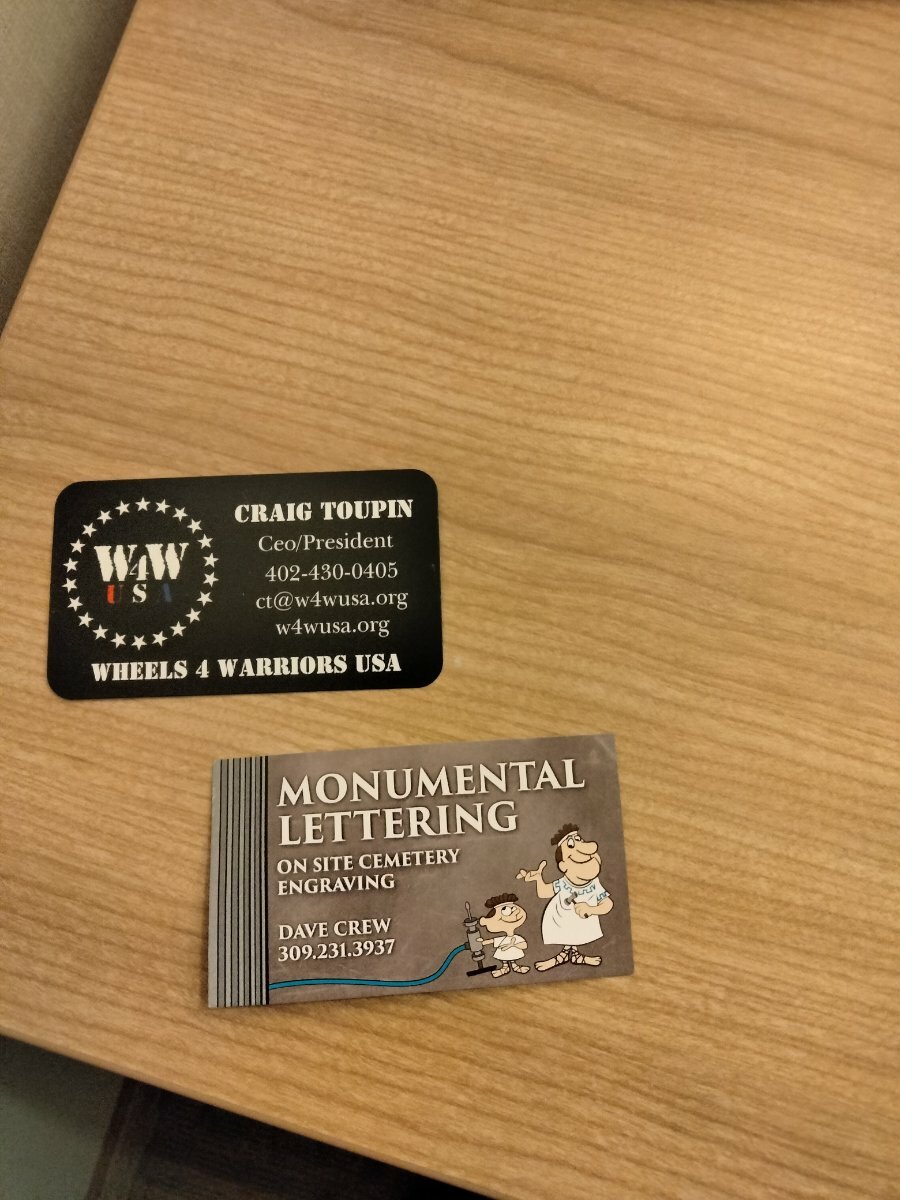 W4W
USA
CRAIG TOUPIN
Ceo/President
402-430-0405
ct@w4wusa.org
w4wusa.org
WHEELS 4 WARRIORS USA
MONUMENTAL
LETTERING
ON SITE CEMETERY
ENGRAVING
DAVE CREW
309.231.3937